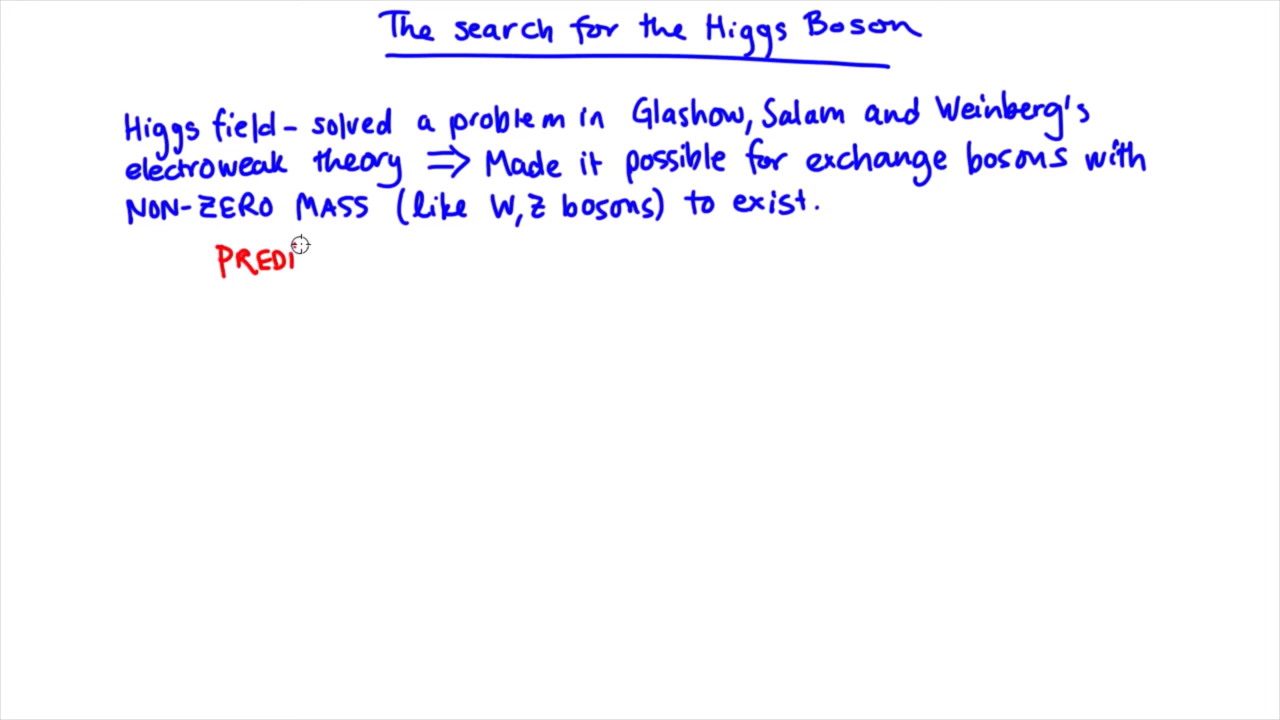 The search for the Higgs Boson
Higgs field - solved a problem in Glashow, Salam and Weinberg's
electroweak theory ⇒ Made it possible for exchange bosons with
NON-ZERO MASS (like W, Z bosons) to exist.
PREDI